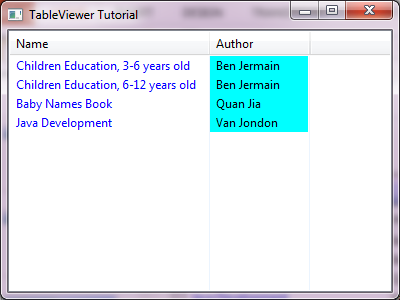 TableViewer Tutorial
Name Author
Children Education, 3-6 years old Ben Jermain
Children Education, 6-12 years old Ben Jermain
Baby Names Book Quan Jia
Java Development Van Jondon